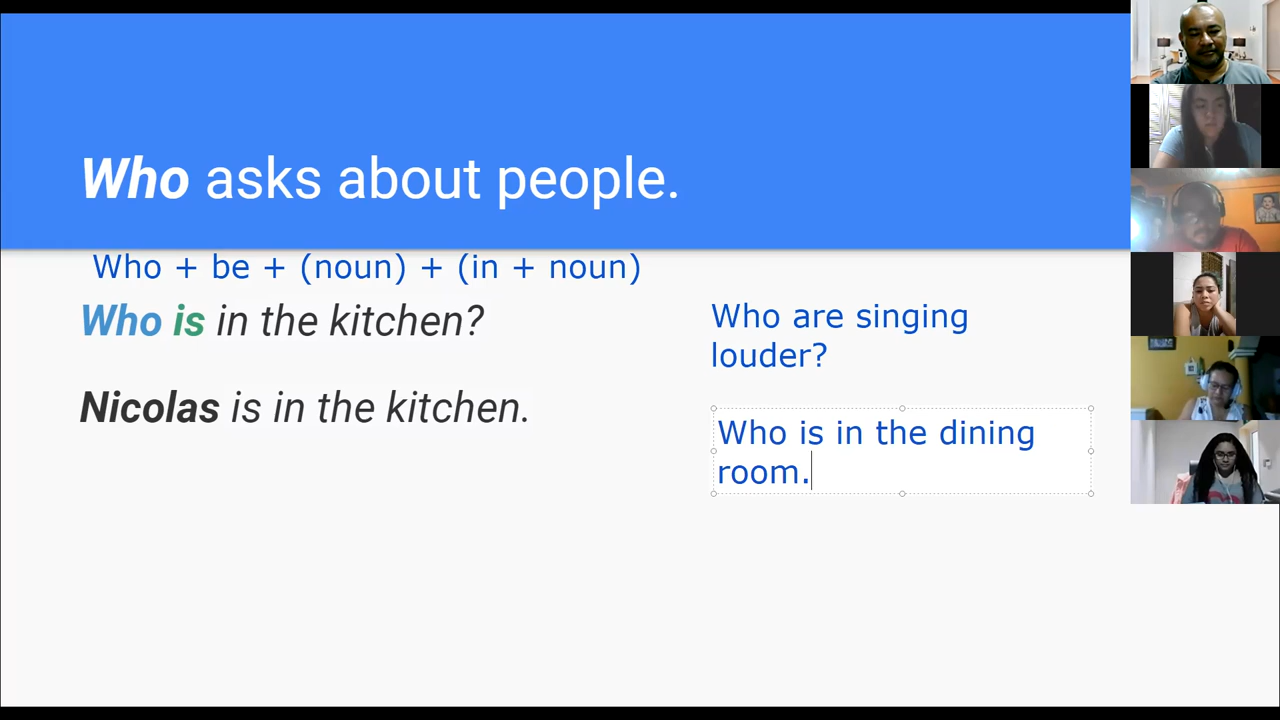 Who asks about people.
Who + be + (noun) + (in + noun)
Who is in the kitchen?
Nicolas is in the kitchen.
Who are singing
louder?
Who is in the dining
room.